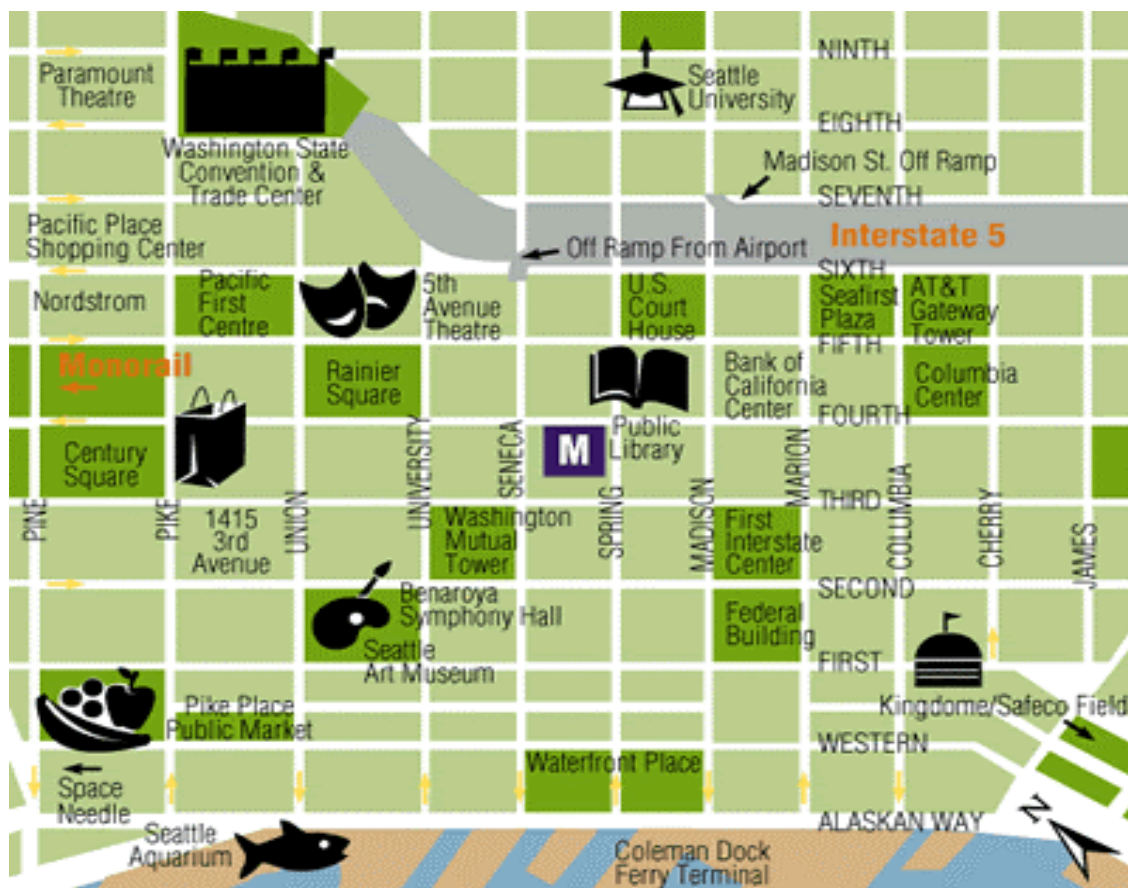 NINTH
Paramount
Theatre
Seattle
University
EIGHTH
Washington State
Convention &
Trade Center
Madison St. Off Ramp
SEVENTH
Pacific Place
Shopping Center
Off Ramp From Airport
Interstate 5
SIXTH
Nordstrom
Pacific
First
Centre
5th
Avenue
Theatre
U.S.
Court
House
Seafirst
Plaza
AT&T
Gateway
Tower
FIFTH
Monorail
Rainier
Square
Bank of
California
Center
Columbia
Center
FOURTH
Century
Square
M
Public
Library
PINE
PIKE
UNION
UNIVERSITY
SENECA
SPRING
MADISON
MARION
COLUMBIA
CHERRY
JAMES
THIRD
1415
3rd
Avenue
Washington
Mutual
Tower
First
Interstate
Center
SECOND
Benaroya
Symphony Hall
Federal
Building
Seattle
Art Museum
FIRST
Pike Place
Public Market
Kingdome/Safeco Field
WESTERN
Waterfront Place
Space
Needle
N
ALASKAN WAY
Seattle
Aquarium
Coleman Dock
Ferry Terminal